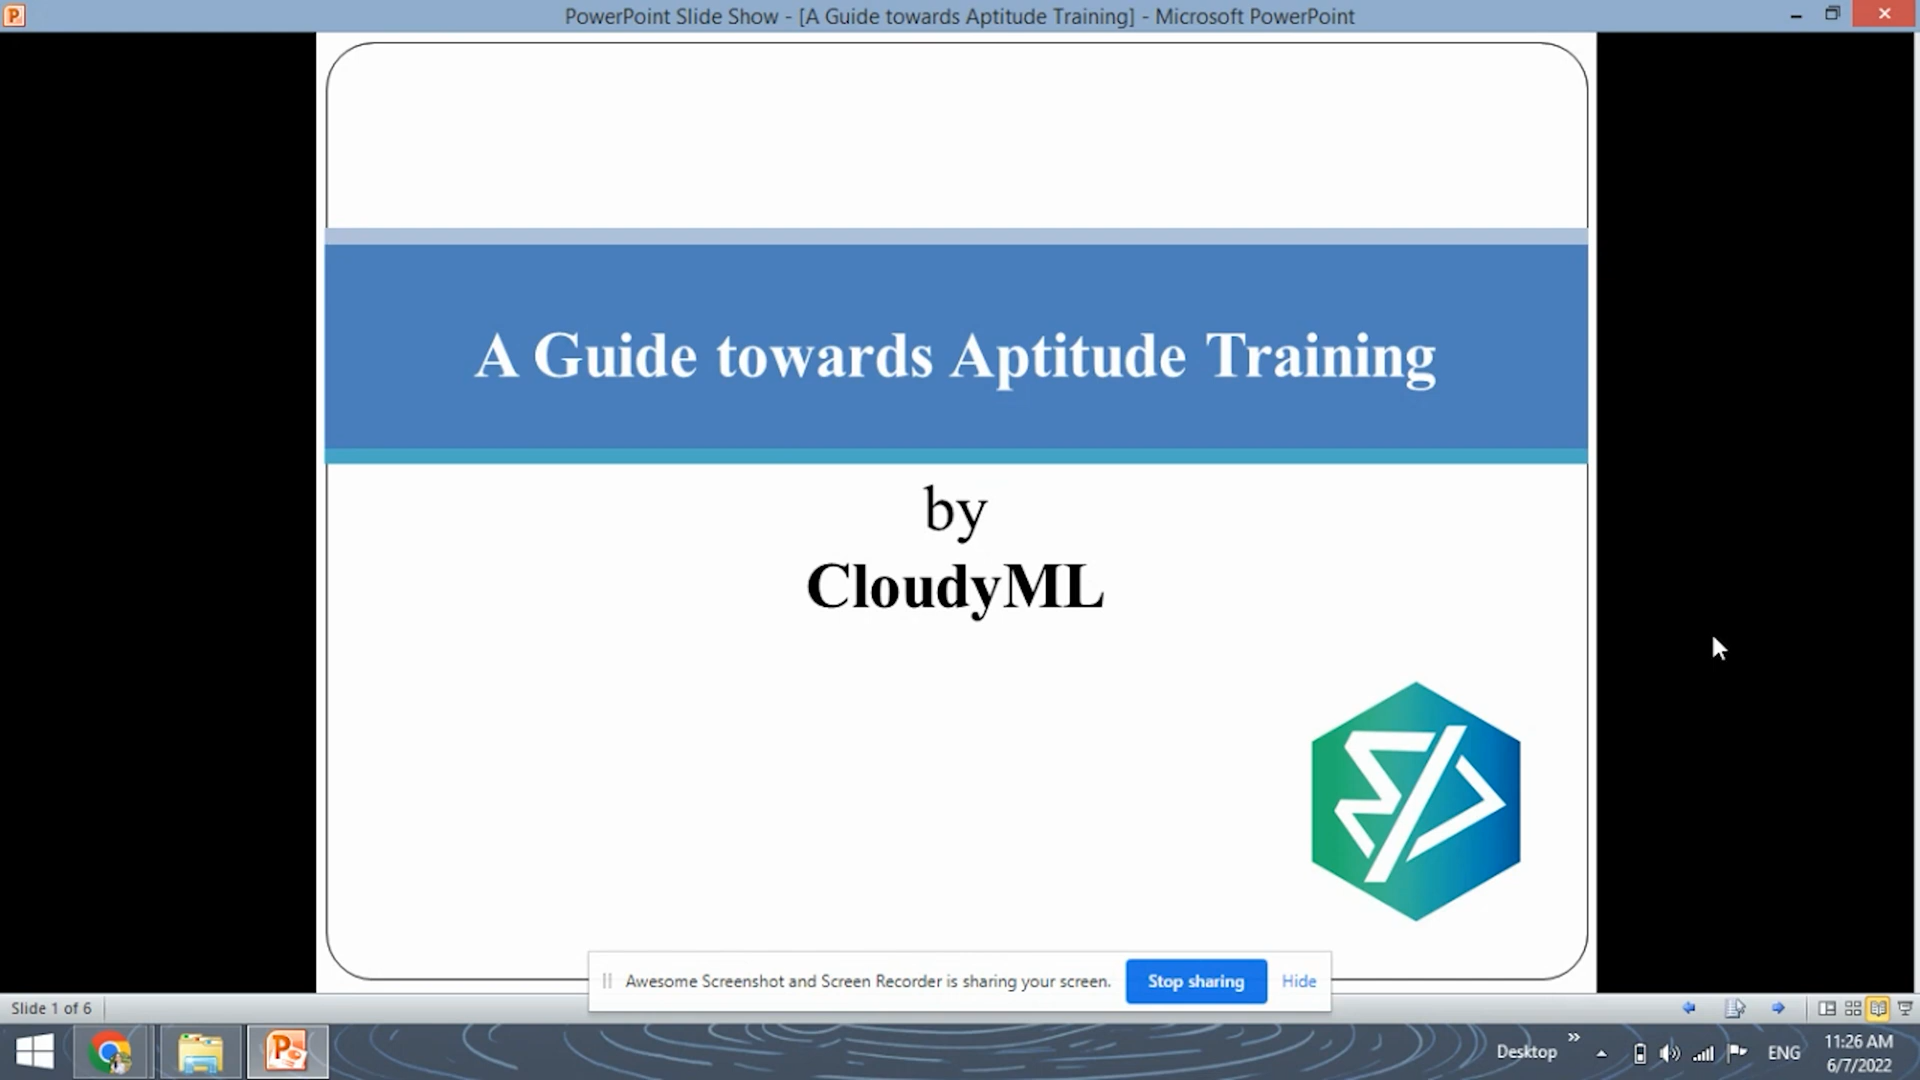 PowerPoint Slide Show - [A Guide towards Aptitude Training] - Microsoft PowerPoint
A Guide towards Aptitude Training
by
CloudyML
Awesome Screenshot and Screen Recorder is sharing your screen. Stop sharing Hide
Slide 1 of 6
Desktop
ENG
11:26 AM
6/7/2022